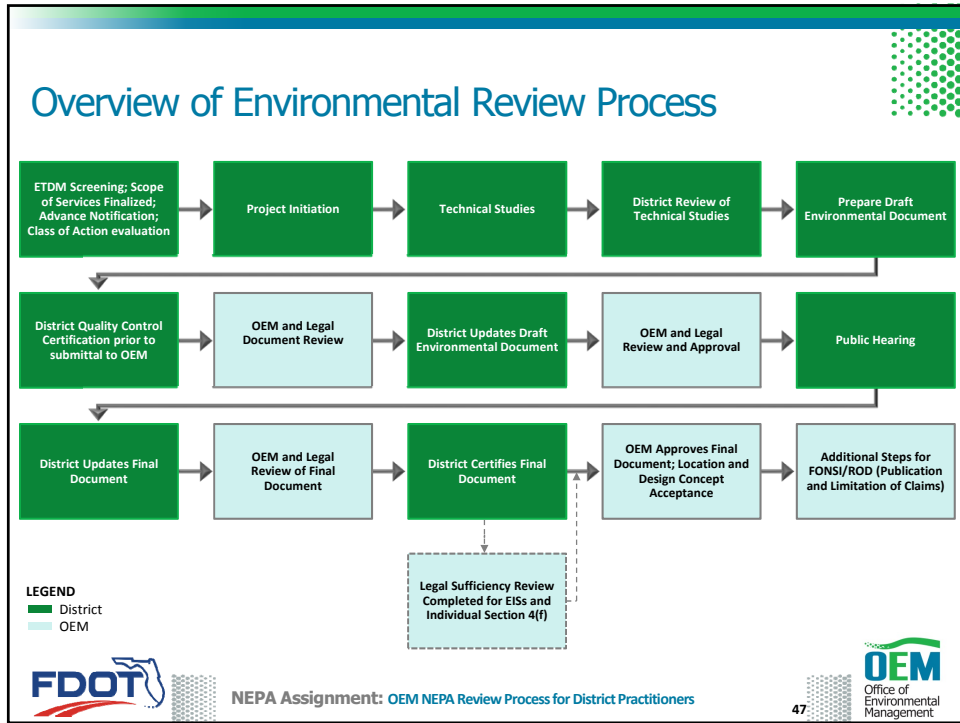 Overview of Environmental Review Process
ETDM Screening; Scope
of Services Finalized;
Advance Notification;
Class of Action evaluation
Project Initiation
Technical Studies
District Review of
Technical Studies
Prepare Draft
Environmental Document
District Quality Control
Certification prior to
submittal to OEM
OEM and Legal
Document Review
District Updates Draft
Environmental Document
OEM and Legal
Review and Approval
Public Hearing
District Updates Final
Document
OEM and Legal
Review of Final
Document
District Certifies Final
Document
OEM Approves Final
Document; Location and
Design Concept
Acceptance
Additional Steps for
FONSI/ROD (Publication
and Limitation of Claims)
Legal Sufficiency Review
Completed for EISs and
Individual Section 4(f)
LEGEND
District
OEM
FDOT
NEPA Assignment: OEM NEPA Review Process for District Practitioners
47
OEM
Office of
Environmental
Management